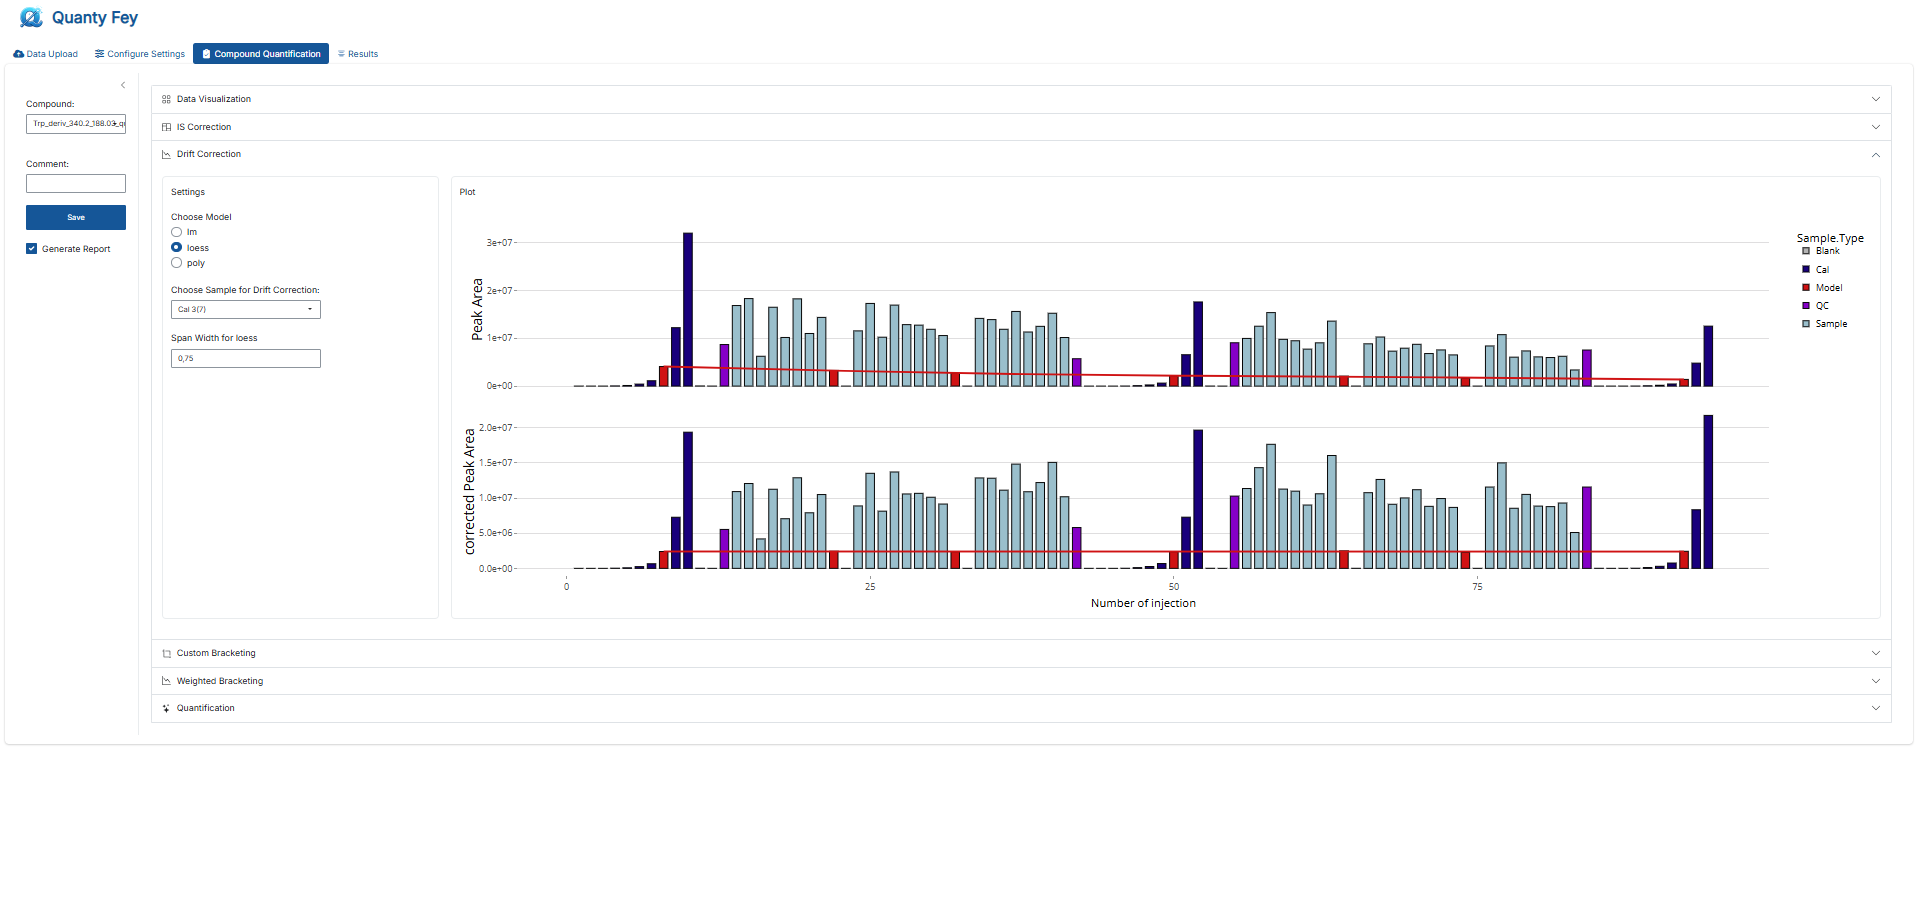 Quanty Fey
Data Upload
Configure Settings
Compound Quantification
Results
Compound:
Trp_deriv_340.2_188.03_q
Comment:
Save
Generate Report
Data Visualization
IS Correction
Drift Correction
Settings
Choose Model
lm
loess
poly
Choose Sample for Drift Correction:
Cal 3(7)
Span Width for loess
0,75
Plot
Peak Area
3e+07
2e+07
1e+07
0e+00
corrected Peak Area
2.0e+07
1.5e+07
1.0e+07
5.0e+06
0.0e+00
0
25
50
75
Number of injection
Sample.Type
Blank
Cal
Model
QC
Sample
Custom Bracketing
Weighted Bracketing
Quantification